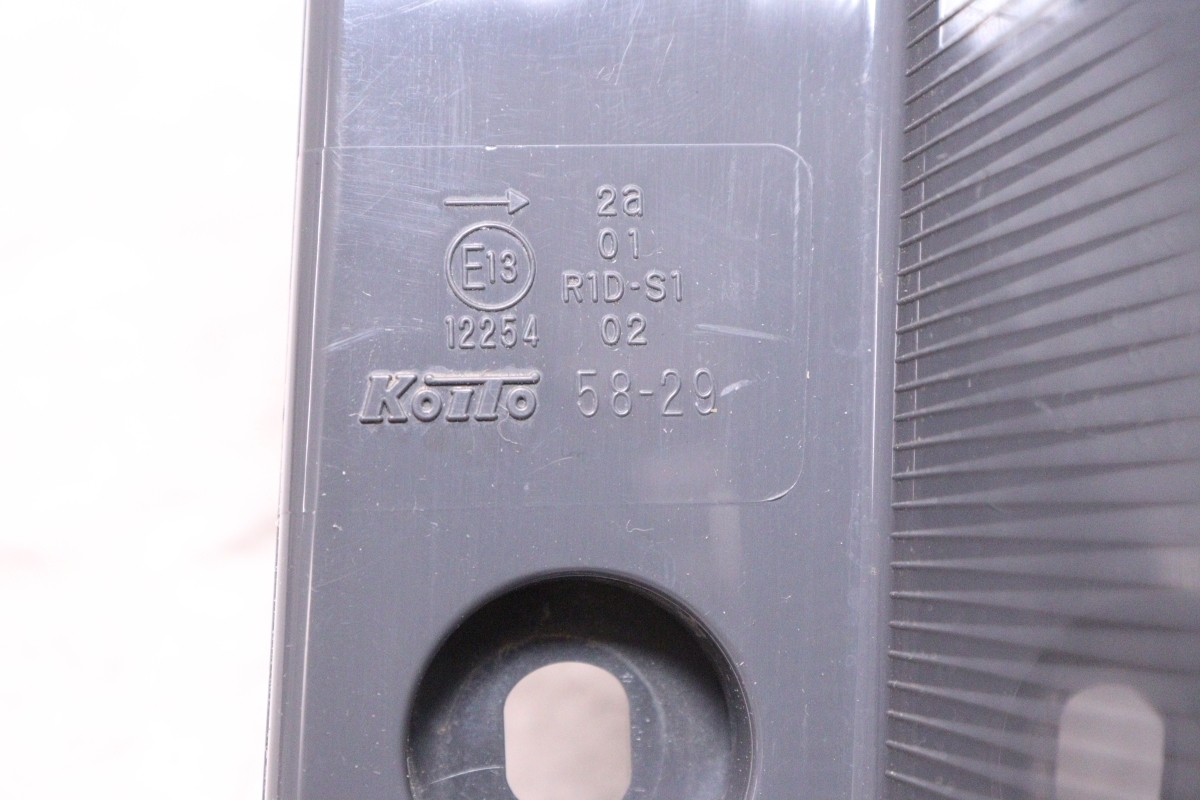 → 2a
E13 01
R1D-S1
12254 02
KOITO 58-29